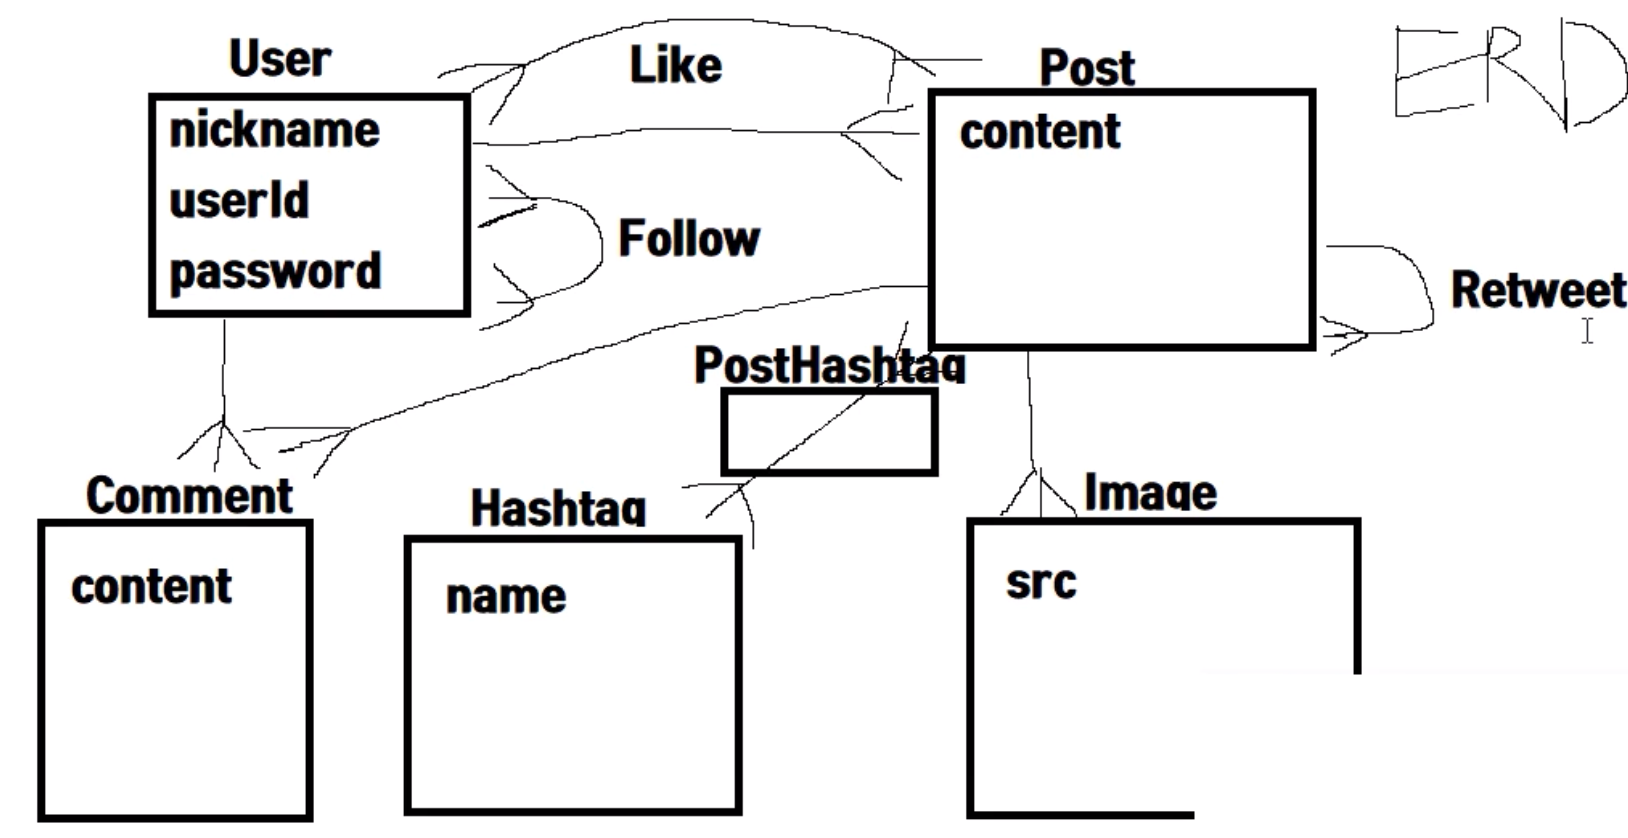 ERD
User
Like
Post
nickname
userId
password
content
Follow
Retweet
PostHashtag
Comment
Hashtag
Image
content
name
src